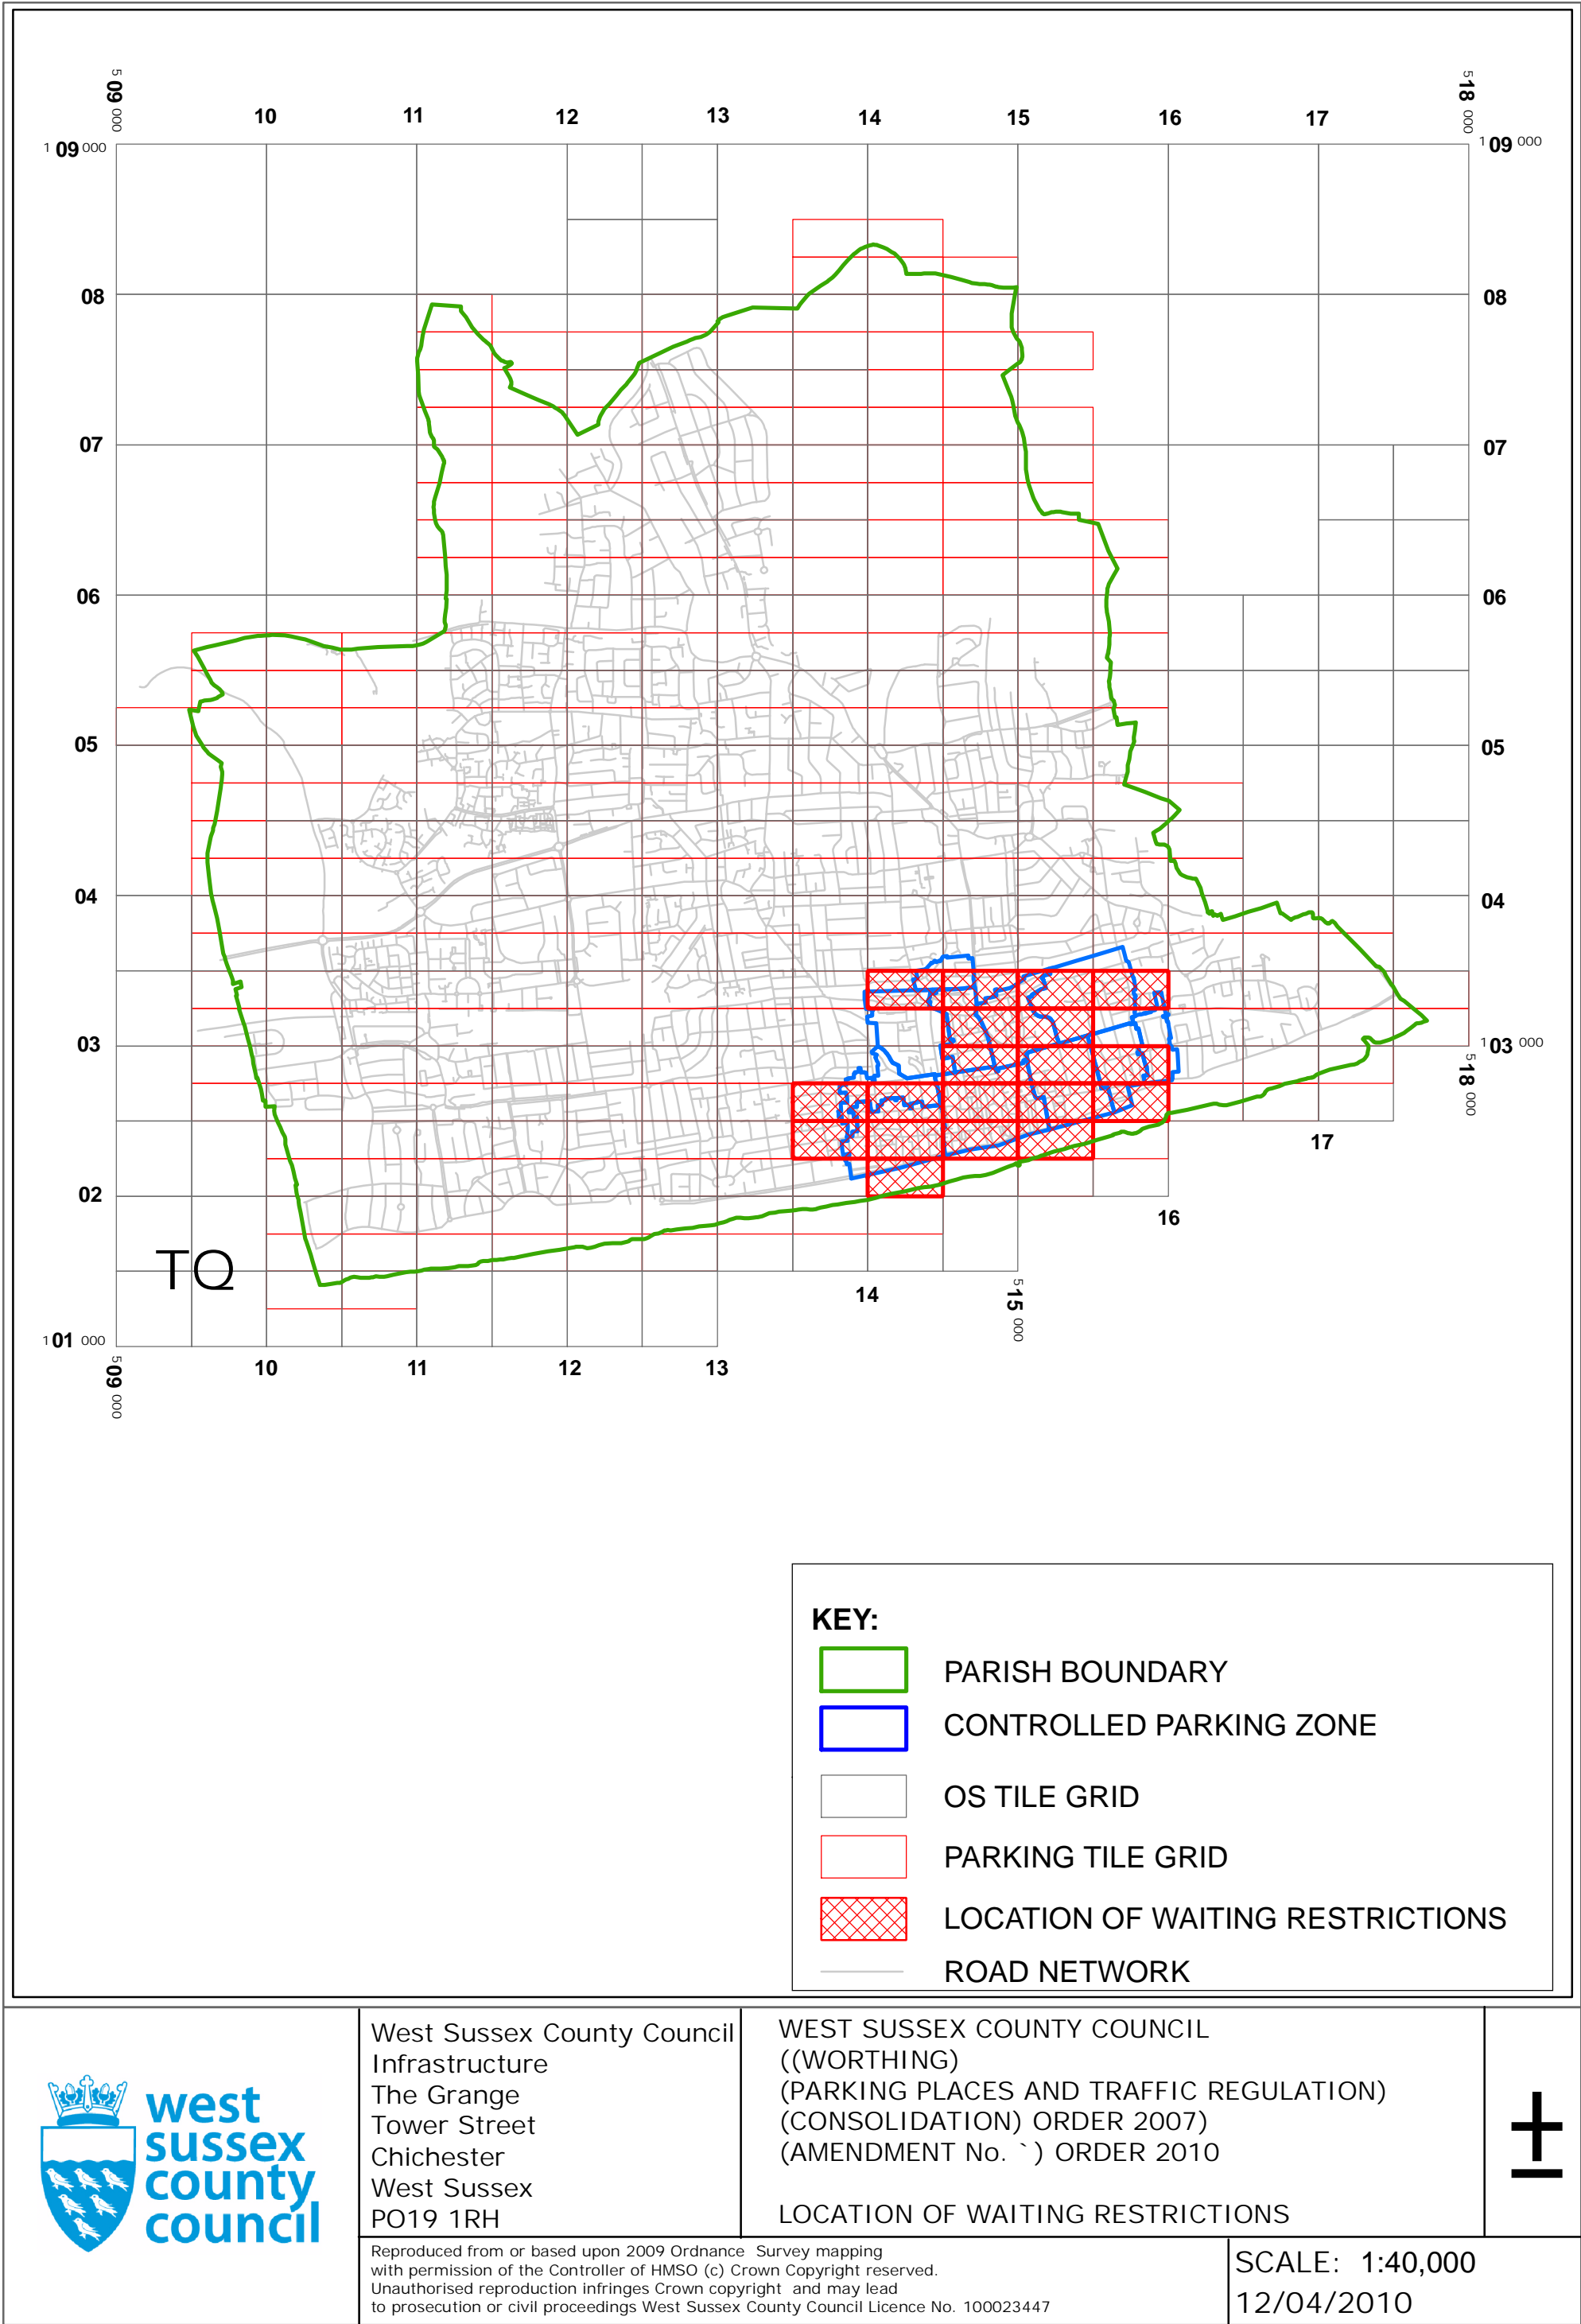 5 09 000
10
11
12
13
14
15
16
17
5 18 000
1 09 000
1 09 000
08
08
07
07
06
06
05
05
04
04
03
1 03 000
5 18 000
17
02
16
TQ
14
5 15 000
1 01 000
5 09 000
10
11
12
13
KEY:
PARISH BOUNDARY
CONTROLLED PARKING ZONE
OS TILE GRID
PARKING TILE GRID
LOCATION OF WAITING RESTRICTIONS
ROAD NETWORK
west
sussex
county
council
West Sussex County Council
Infrastructure
The Grange
Tower Street
Chichester
West Sussex
PO19 1RH
WEST SUSSEX COUNTY COUNCIL
((WORTHING)
(PARKING PLACES AND TRAFFIC REGULATION)
(CONSOLIDATION) ORDER 2007)
(AMENDMENT No. `) ORDER 2010
LOCATION OF WAITING RESTRICTIONS
±
Reproduced from or based upon 2009 Ordnance Survey mapping
with permission of the Controller of HMSO (c) Crown Copyright reserved.
Unauthorised reproduction infringes Crown copyright and may lead
to prosecution or civil proceedings West Sussex County Council Licence No. 100023447
SCALE: 1:40,000
12/04/2010